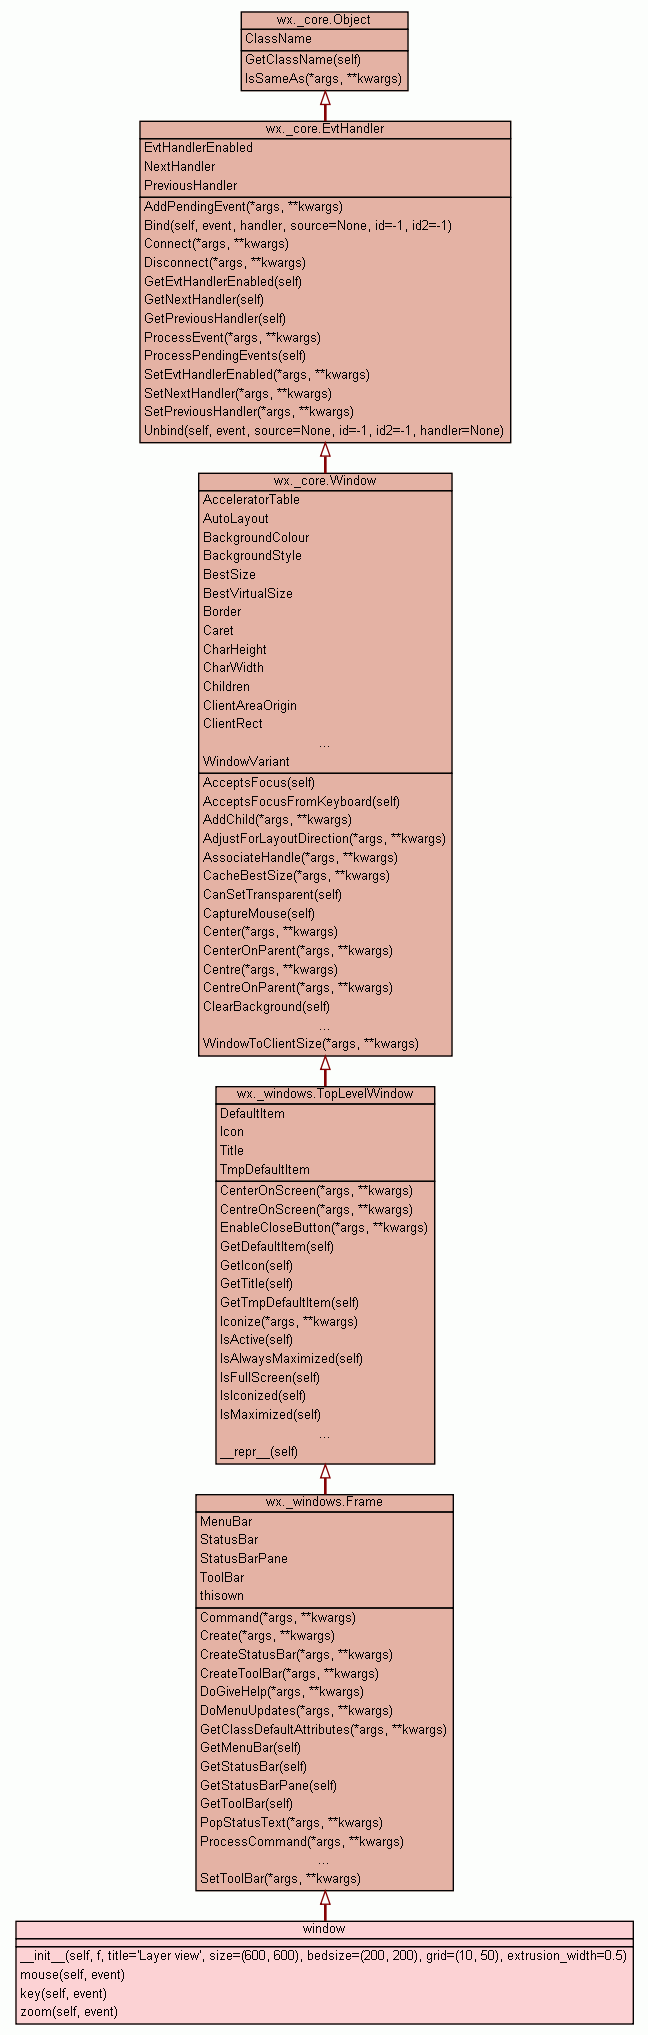 wx._core.Object
ClassName
GetClassName(self)
IsSameAs(*args, **kwargs)
wx._core.EvtHandler
EvtHandlerEnabled
NextHandler
PreviousHandler
AddPendingEvent(*args, **kwargs)
Bind(self, event, handler, source=None, id=-1, id2=-1)
Connect(*args, **kwargs)
Disconnect(*args, **kwargs)
GetEvtHandlerEnabled(self)
GetNextHandler(self)
GetPreviousHandler(self)
ProcessEvent(*args, **kwargs)
ProcessPendingEvents(self)
SetEvtHandlerEnabled(*args, **kwargs)
SetNextHandler(*args, **kwargs)
SetPreviousHandler(*args, **kwargs)
Unbind(self, event, source=None, id=-1, id2=-1, handler=None)
wx._core.Window
AcceleratorTable
AutoLayout
BackgroundColour
BackgroundStyle
BestSize
BestVirtualSize
Border
Caret
CharHeight
CharWidth
Children
ClientAreaOrigin
ClientRect
...
WindowVariant
AcceptsFocus(self)
AcceptsFocusFromKeyboard(self)
AddChild(*args, **kwargs)
AdjustForLayoutDirection(*args, **kwargs)
AssociateHandle(*args, **kwargs)
CacheBestSize(*args, **kwargs)
CanSetTransparent(self)
CaptureMouse(self)
Center(*args, **kwargs)
CenterOnParent(*args, **kwargs)
Centre(*args, **kwargs)
CentreOnParent(*args, **kwargs)
ClearBackground(self)
...
WindowToClientSize(*args, **kwargs)
wx._windows.TopLevelWindow
DefaultItem
Icon
Title
TmpDefaultItem
CenterOnScreen(*args, **kwargs)
CentreOnScreen(*args, **kwargs)
EnableCloseButton(*args, **kwargs)
GetDefaultItem(self)
GetIcon(self)
GetTitle(self)
GetTmpDefaultItem(self)
Iconize(*args, **kwargs)
IsActive(self)
IsAlwaysMaximized(self)
IsFullScreen(self)
IsIconized(self)
IsMaximized(self)
...
__repr__(self)
wx._windows.Frame
MenuBar
StatusBar
StatusBarPane
ToolBar
thisown
Command(*args, **kwargs)
Create(*args, **kwargs)
CreateStatusBar(*args, **kwargs)
CreateToolBar(*args, **kwargs)
DoGiveHelp(*args, **kwargs)
DoMenuUpdates(*args, **kwargs)
GetClassDefaultAttributes(*args, **kwargs)
GetMenuBar(self)
GetStatusBar(self)
GetStatusBarPane(self)
GetToolBar(self)
PopStatusText(*args, **kwargs)
ProcessCommand(*args, **kwargs)
...
SetToolBar(*args, **kwargs)
window
__init__(self, f, title='Layer view', size=(600, 600), bedsize=(200, 200), grid=(10, 50), extrusion_width=0.5)
mouse(self, event)
key(self, event)
zoom(self, event)